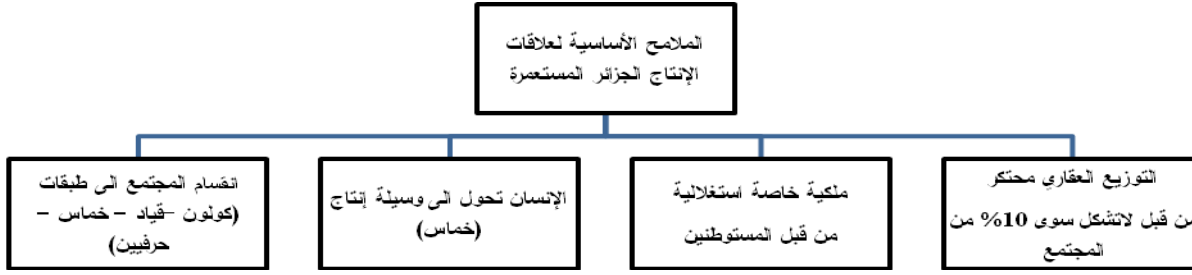 الملامح الأساسية لعلاقات
الإنتاج الجزائر المستعمرة
التوزيع العقاري محتكر
من قبل لاتشكل سوى 10% من
المجتمع
ملكية خاصة استغلالية
من قبل المستوطنين
الإنسان تحول الى وسيلة إنتاج
(خماس)
انقسام المجتمع الى طبقات
(كولون –قياد – خماس –
حرفيين)